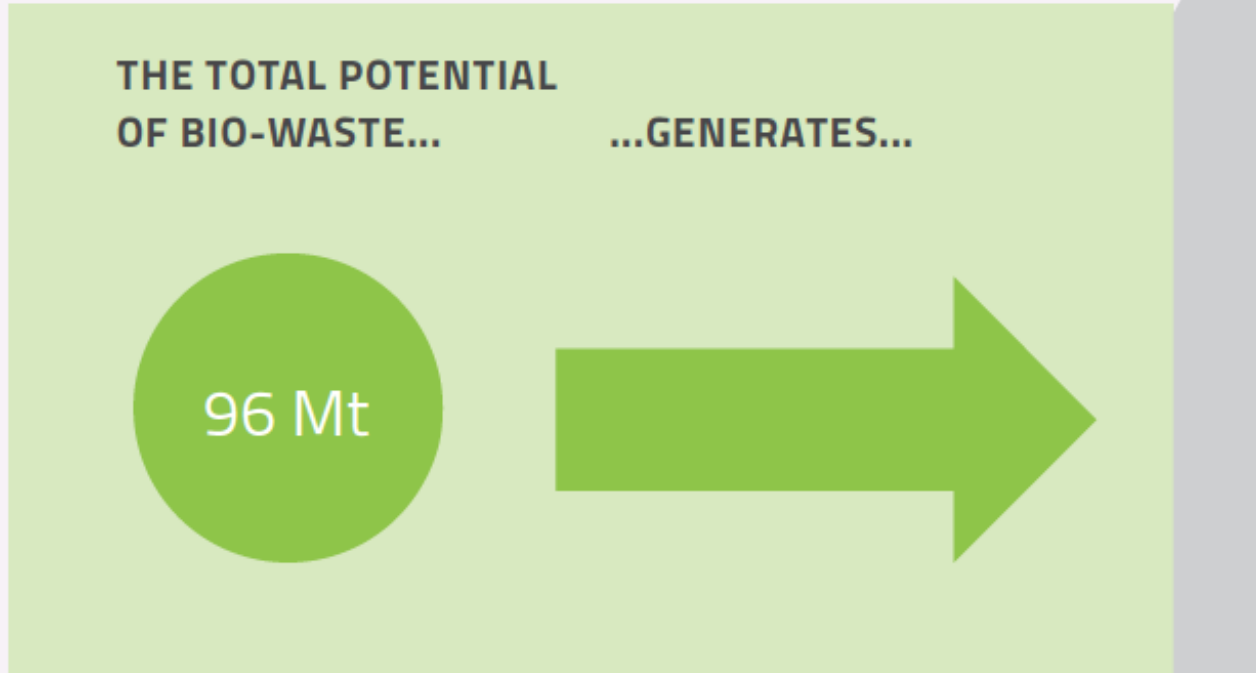 THE TOTAL POTENTIAL
OF BIO-WASTE...
...GENERATES...
96 Mt